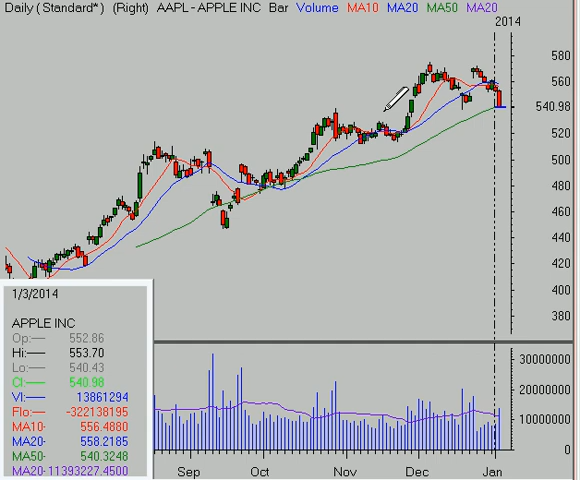 Daily (Standard*) (Right) AAPL - APPLE INC Bar Volume MA10 MA20 MA50 MA20
2014
580
560
540.98
520
500
480
460
440
420
400
380
1/3/2014
APPLE INC
Op:— 552.86
Hi:— 553.70
Lo:— 540.43
Cl:— 540.98
Vl:— 13861294
Flo:— -322138195
MA10- 556.4880
MA20- 558.2185
MA50- 540.3248
MA20- 11393227.4500
30000000
20000000
10000000
0
Sep Oct Nov Dec Jan